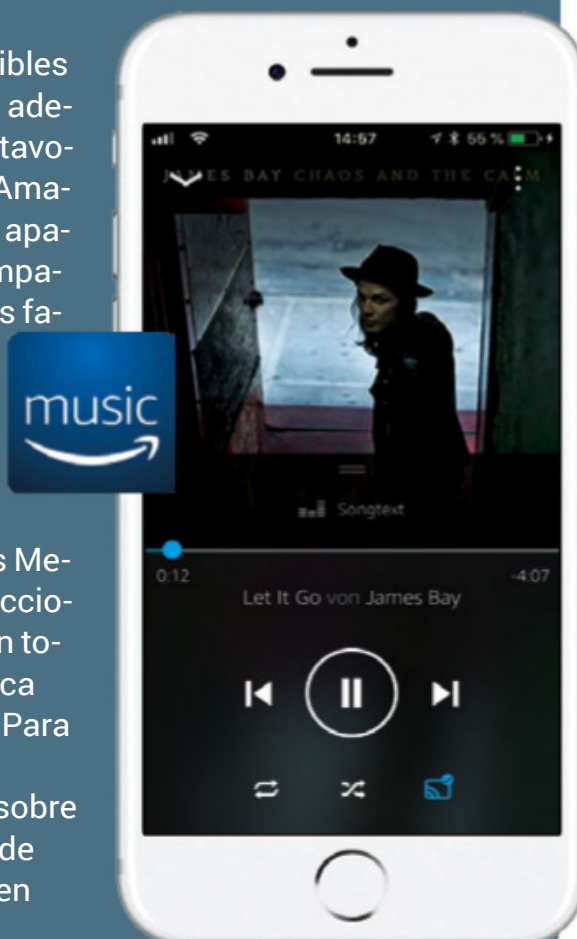 ibles
ade-
tavo-
Ama-
apa-
mpa-
s fa-
s Me-
ccio-
n to-
ca
Para
sobre
de
en
music
14:57 55 %
JAMES BAY CHAOS AND THE CALM
Songtext
0:12 -4:07
Let It Go von James Bay